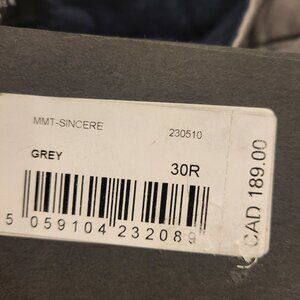 MMT-SINCERE 230510
GREY
30R
5 059104 232089
CAD 189.00